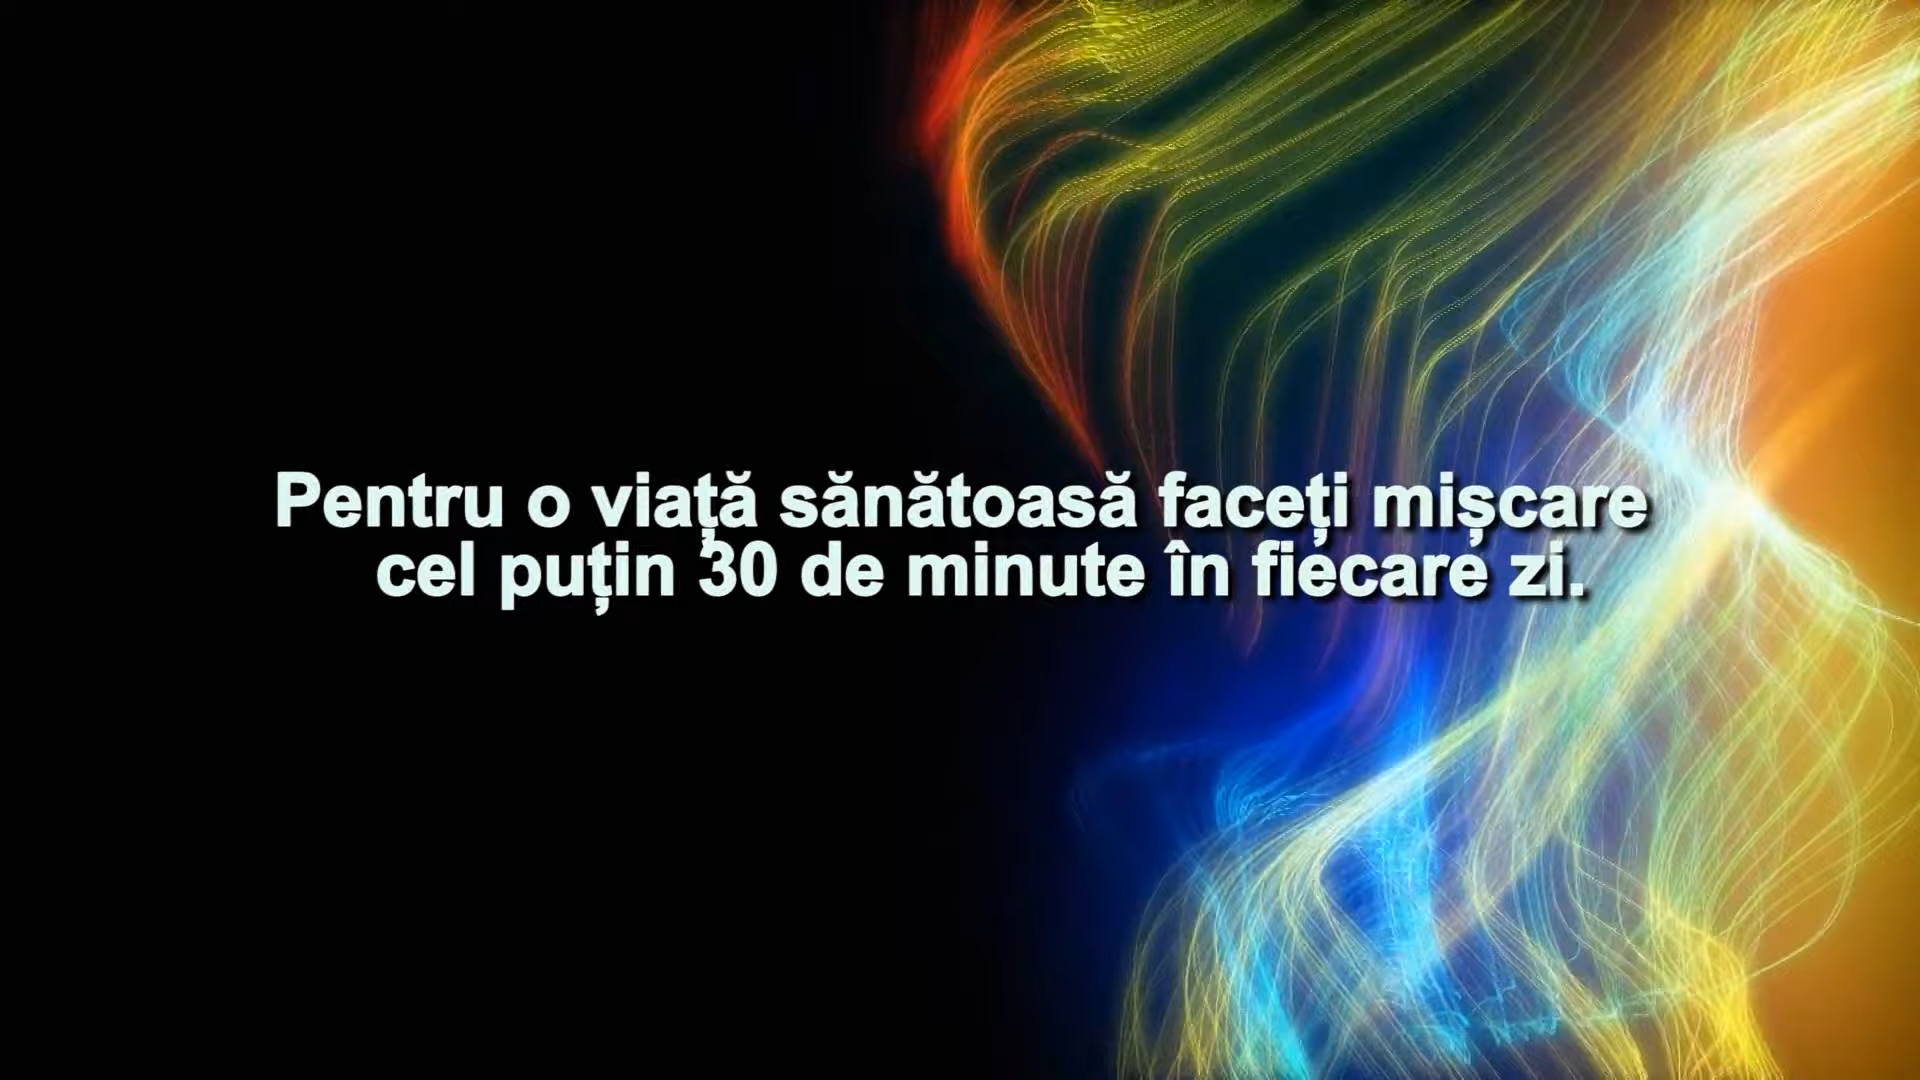 Pentru o viață sănătoasă faceți mișcare
cel puțin 30 de minute în fiecare zi.